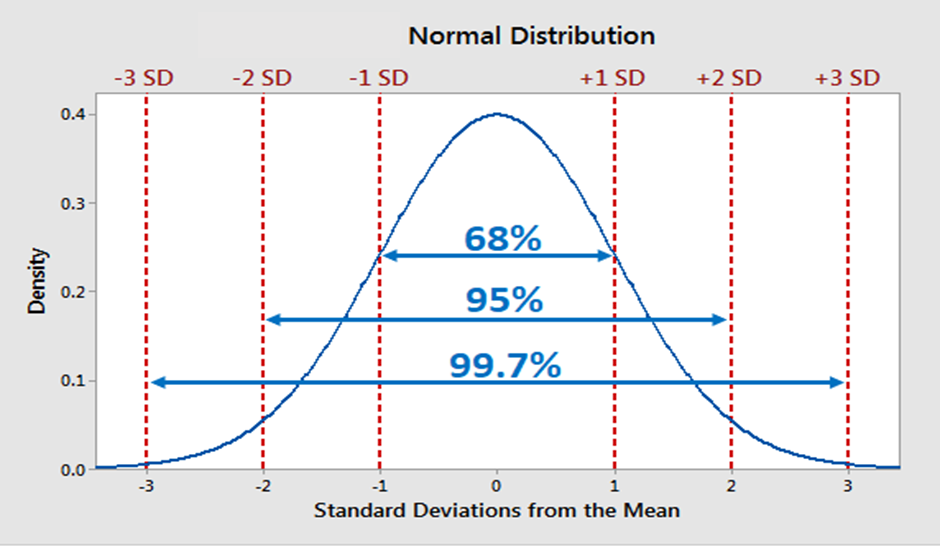 Normal Distribution
-3 SD -2 SD -1 SD +1 SD +2 SD +3 SD
0.4
0.3
68%
0.2
95%
99.7%
0.1
0.0
Density
-3 -2 -1 0 1 2 3
Standard Deviations from the Mean